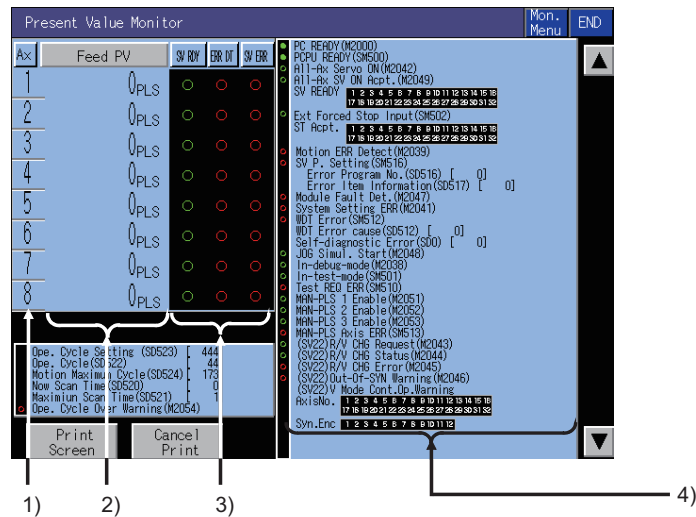 Present Value Monitor
Mon. Menu
END
Ax Feed PV SV RDY ERR DT SV ERR
1 0PLS
2 0PLS
3 0PLS
4 0PLS
5 0PLS
6 0PLS
7 0PLS
8 0PLS
Ope. Cycle Setting (SD523) [ 444
Ope. Cycle(SD522) 44
Motion Maximum Cycle(SD524) [ 173
Now Scan Time(SD520) [ 0
Maximiun Scan Time(SD521) [ 1
Ope. Cycle Over Warning(M2054)
Print Screen
Cancel Print
PC READY(M2000)
PCPU READY(SM500)
All-Ax Servo ON(M2042)
All-Ax SV ON Acpt.(M2049)
SV READY 1 2 3 4 5 6 7 8 9 10 11 12 13 14 15 16
17 18 19 20 21 22 23 24 25 26 27 28 29 30 31 32
Ext Forced Stop Input(SM502)
ST Acpt. 1 2 3 4 5 6 7 8 9 10 11 12 13 14 15 16
17 18 19 20 21 22 23 24 25 26 27 28 29 30 31 32
Motion ERR Detect(M2039)
SV P. Setting(SM516)
Error Program No.(SD516) [ 0]
Error Item Information(SD517) [ 0]
Module Fault Det.(M2047)
System Setting ERR(M2041)
WDT Error(SM512)
WDT Error cause(SD512) [ 0]
Self-diagnostic Error(SD0) [ 0]
JOG Simul. Start(M2048)
In-debug-mode(M2038)
In-test-mode(SM501)
Test REQ ERR(SM510)
MAN-PLS 1 Enable(M2051)
MAN-PLS 2 Enable(M2052)
MAN-PLS 3 Enable(M2053)
MAN-PLS Axis ERR(SM513)
(SV22)R/V CHG Request(M2043)
(SV22)R/V CHG Status(M2044)
(SV22)R/V CHG Error(M2045)
(SV22)Out-Of-SYN Warning(M2046)
(SV22)V Mode Cont.Op.Warning
AxisNo. 1 2 3 4 5 6 7 8 9 10 11 12 13 14 15 16
17 18 19 20 21 22 23 24 25 26 27 28 29 30 31 32
Syn.Enc 1 2 3 4 5 6 7 8 9 10 11 12
1) 2) 3) 4)